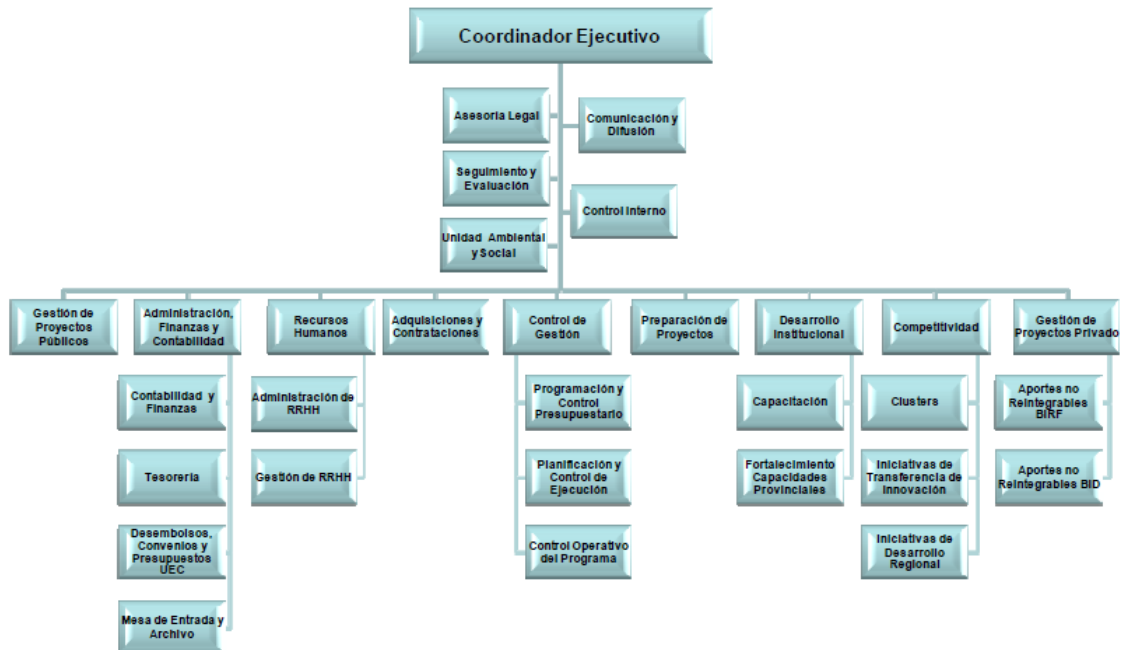 Coordinador Ejecutivo
Asesoría Legal
Comunicación y
Difusión
Seguimiento y
Evaluación
Control Interno
Unidad Ambiental
y Social
Gestión de
Proyectos
Públicos
Administración,
Finanzas y
Contabilidad
Recursos
Humanos
Adquisiciones y
Contrataciones
Control de
Gestión
Preparación de
Proyectos
Desarrollo
Institucional
Competitividad
Gestión de
Proyectos Privado
Contabilidad y
Finanzas
Tesorería
Desembolsos,
Convenios y
Presupuestos
UEC
Mesa de Entrada y
Archivo
Administración de
RRHH
Gestión de RRHH
Programación y
Control
Presupuestario
Planificación y
Control de
Ejecución
Control Operativo
del Programa
Capacitación
Fortalecimiento
Capacidades
Provinciales
Clusters
Iniciativas de
Transferencia de
Innovación
Iniciativas de
Desarrollo
Regional
Aportes no
Reintegrables
BIRF
Aportes no
Reintegrables BID